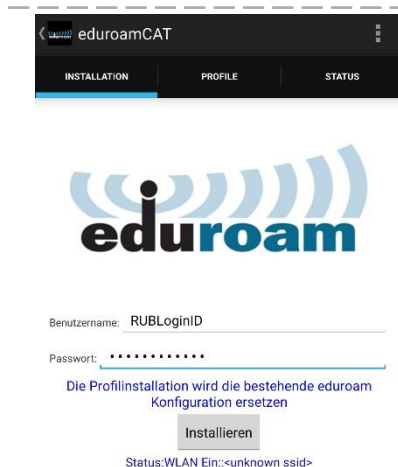 eduroamCAT
INSTALLATION PROFILE STATUS
eduroam
Benutzername: RUBLoginID
Passwort: ••••••••••••
Die Profilinstallation wird die bestehende eduroam
Konfiguration ersetzen
Installieren
Status:WLAN Ein::<unknown ssid>